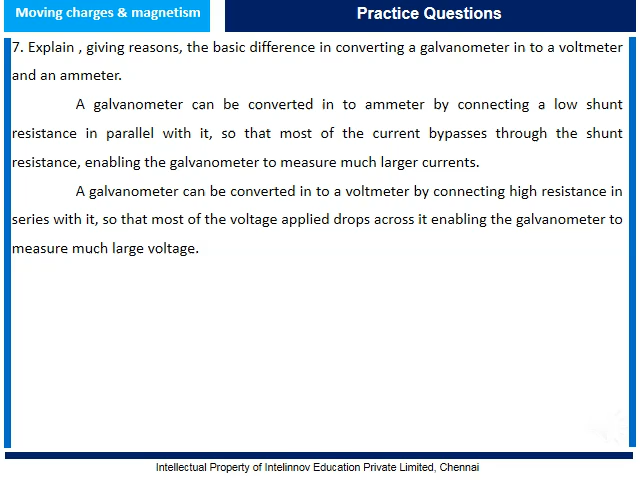 Moving charges & magnetism
Practice Questions
7. Explain , giving reasons, the basic difference in converting a galvanometer in to a voltmeter
and an ammeter.
A galvanometer can be converted in to ammeter by connecting a low shunt
resistance in parallel with it, so that most of the current bypasses through the shunt
resistance, enabling the galvanometer to measure much larger currents.
A galvanometer can be converted in to a voltmeter by connecting high resistance in
series with it, so that most of the voltage applied drops across it enabling the galvanometer to
measure much large voltage.
Intellectual Property of Intelinnov Education Private Limited, Chennai